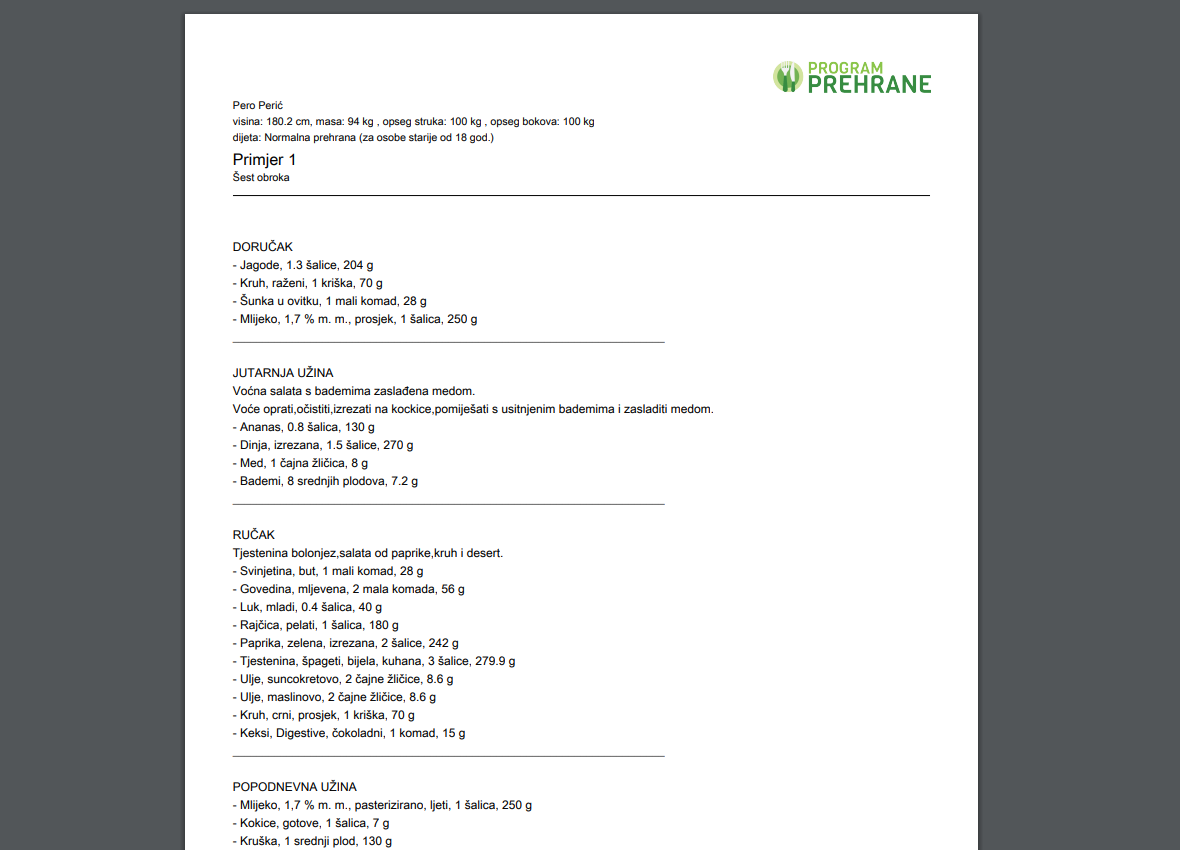 PROGRAM
PREHRANE
Pero Perić
visina: 180.2 cm, masa: 94 kg , opseg struka: 100 kg , opseg bokova: 100 kg
dijeta: Normalna prehrana (za osobe starije od 18 god.)
Primjer 1
Šest obroka
DORUČAK
- Jagode, 1.3 šalice, 204 g
- Kruh, raženi, 1 kriška, 70 g
- Šunka u ovitku, 1 mali komad, 28 g
- Mlijeko, 1,7 % m. m., prosjek, 1 šalica, 250 g
JUTARNJA UŽINA
Voćna salata s bademima zaslađena medom.
Voće oprati,očistiti,izrezati na kockice,pomiješati s usitnjenim bademima i zasladiti medom.
- Ananas, 0.8 šalica, 130 g
- Dinja, izrezana, 1.5 šalice, 270 g
- Med, 1 čajna žličica, 8 g
- Bademi, 8 srednjih plodova, 7.2 g
RUČAK
Tjestenina bolonjez,salata od paprike,kruh i desert.
- Svinjetina, but, 1 mali komad, 28 g
- Govedina, mljevena, 2 mala komada, 56 g
- Luk, mladi, 0.4 šalica, 40 g
- Rajčica, pelati, 1 šalica, 180 g
- Paprika, zelena, izrezana, 2 šalice, 242 g
- Tjestenina, špageti, bijela, kuhana, 3 šalice, 279.9 g
- Ulje, suncokretovo, 2 čajne žličice, 8.6 g
- Ulje, maslinovo, 2 čajne žličice, 8.6 g
- Kruh, crni, prosjek, 1 kriška, 70 g
- Keksi, Digestive, čokoladni, 1 komad, 15 g
POPODNEVNA UŽINA
- Mlijeko, 1,7 % m. m., pasterizirano, ljeti, 1 šalica, 250 g
- Kokice, gotove, 1 šalica, 7 g
- Kruška, 1 srednji plod, 130 g